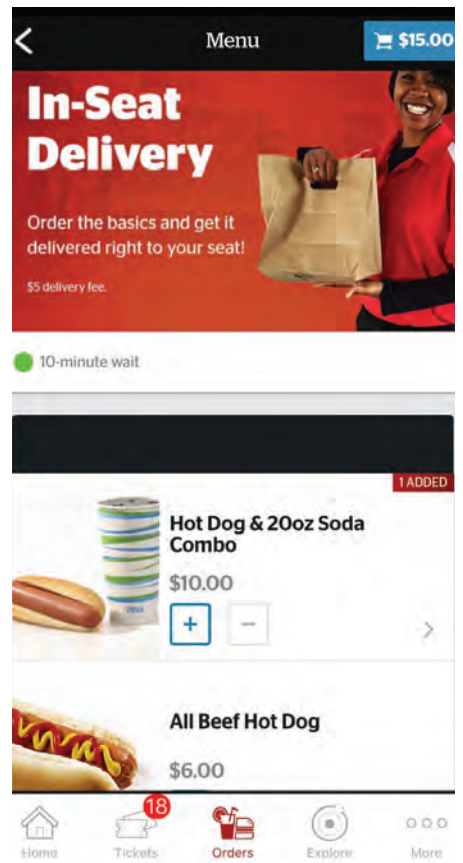 Menu
$15.00
In-Seat
Delivery
Order the basics and get it
delivered right to your seat!
$5 delivery fee.
10-minute wait
1 ADDED
Hot Dog & 20oz Soda
Combo
$10.00
+ −
All Beef Hot Dog
$6.00
18
Home Tickets Orders Explore More